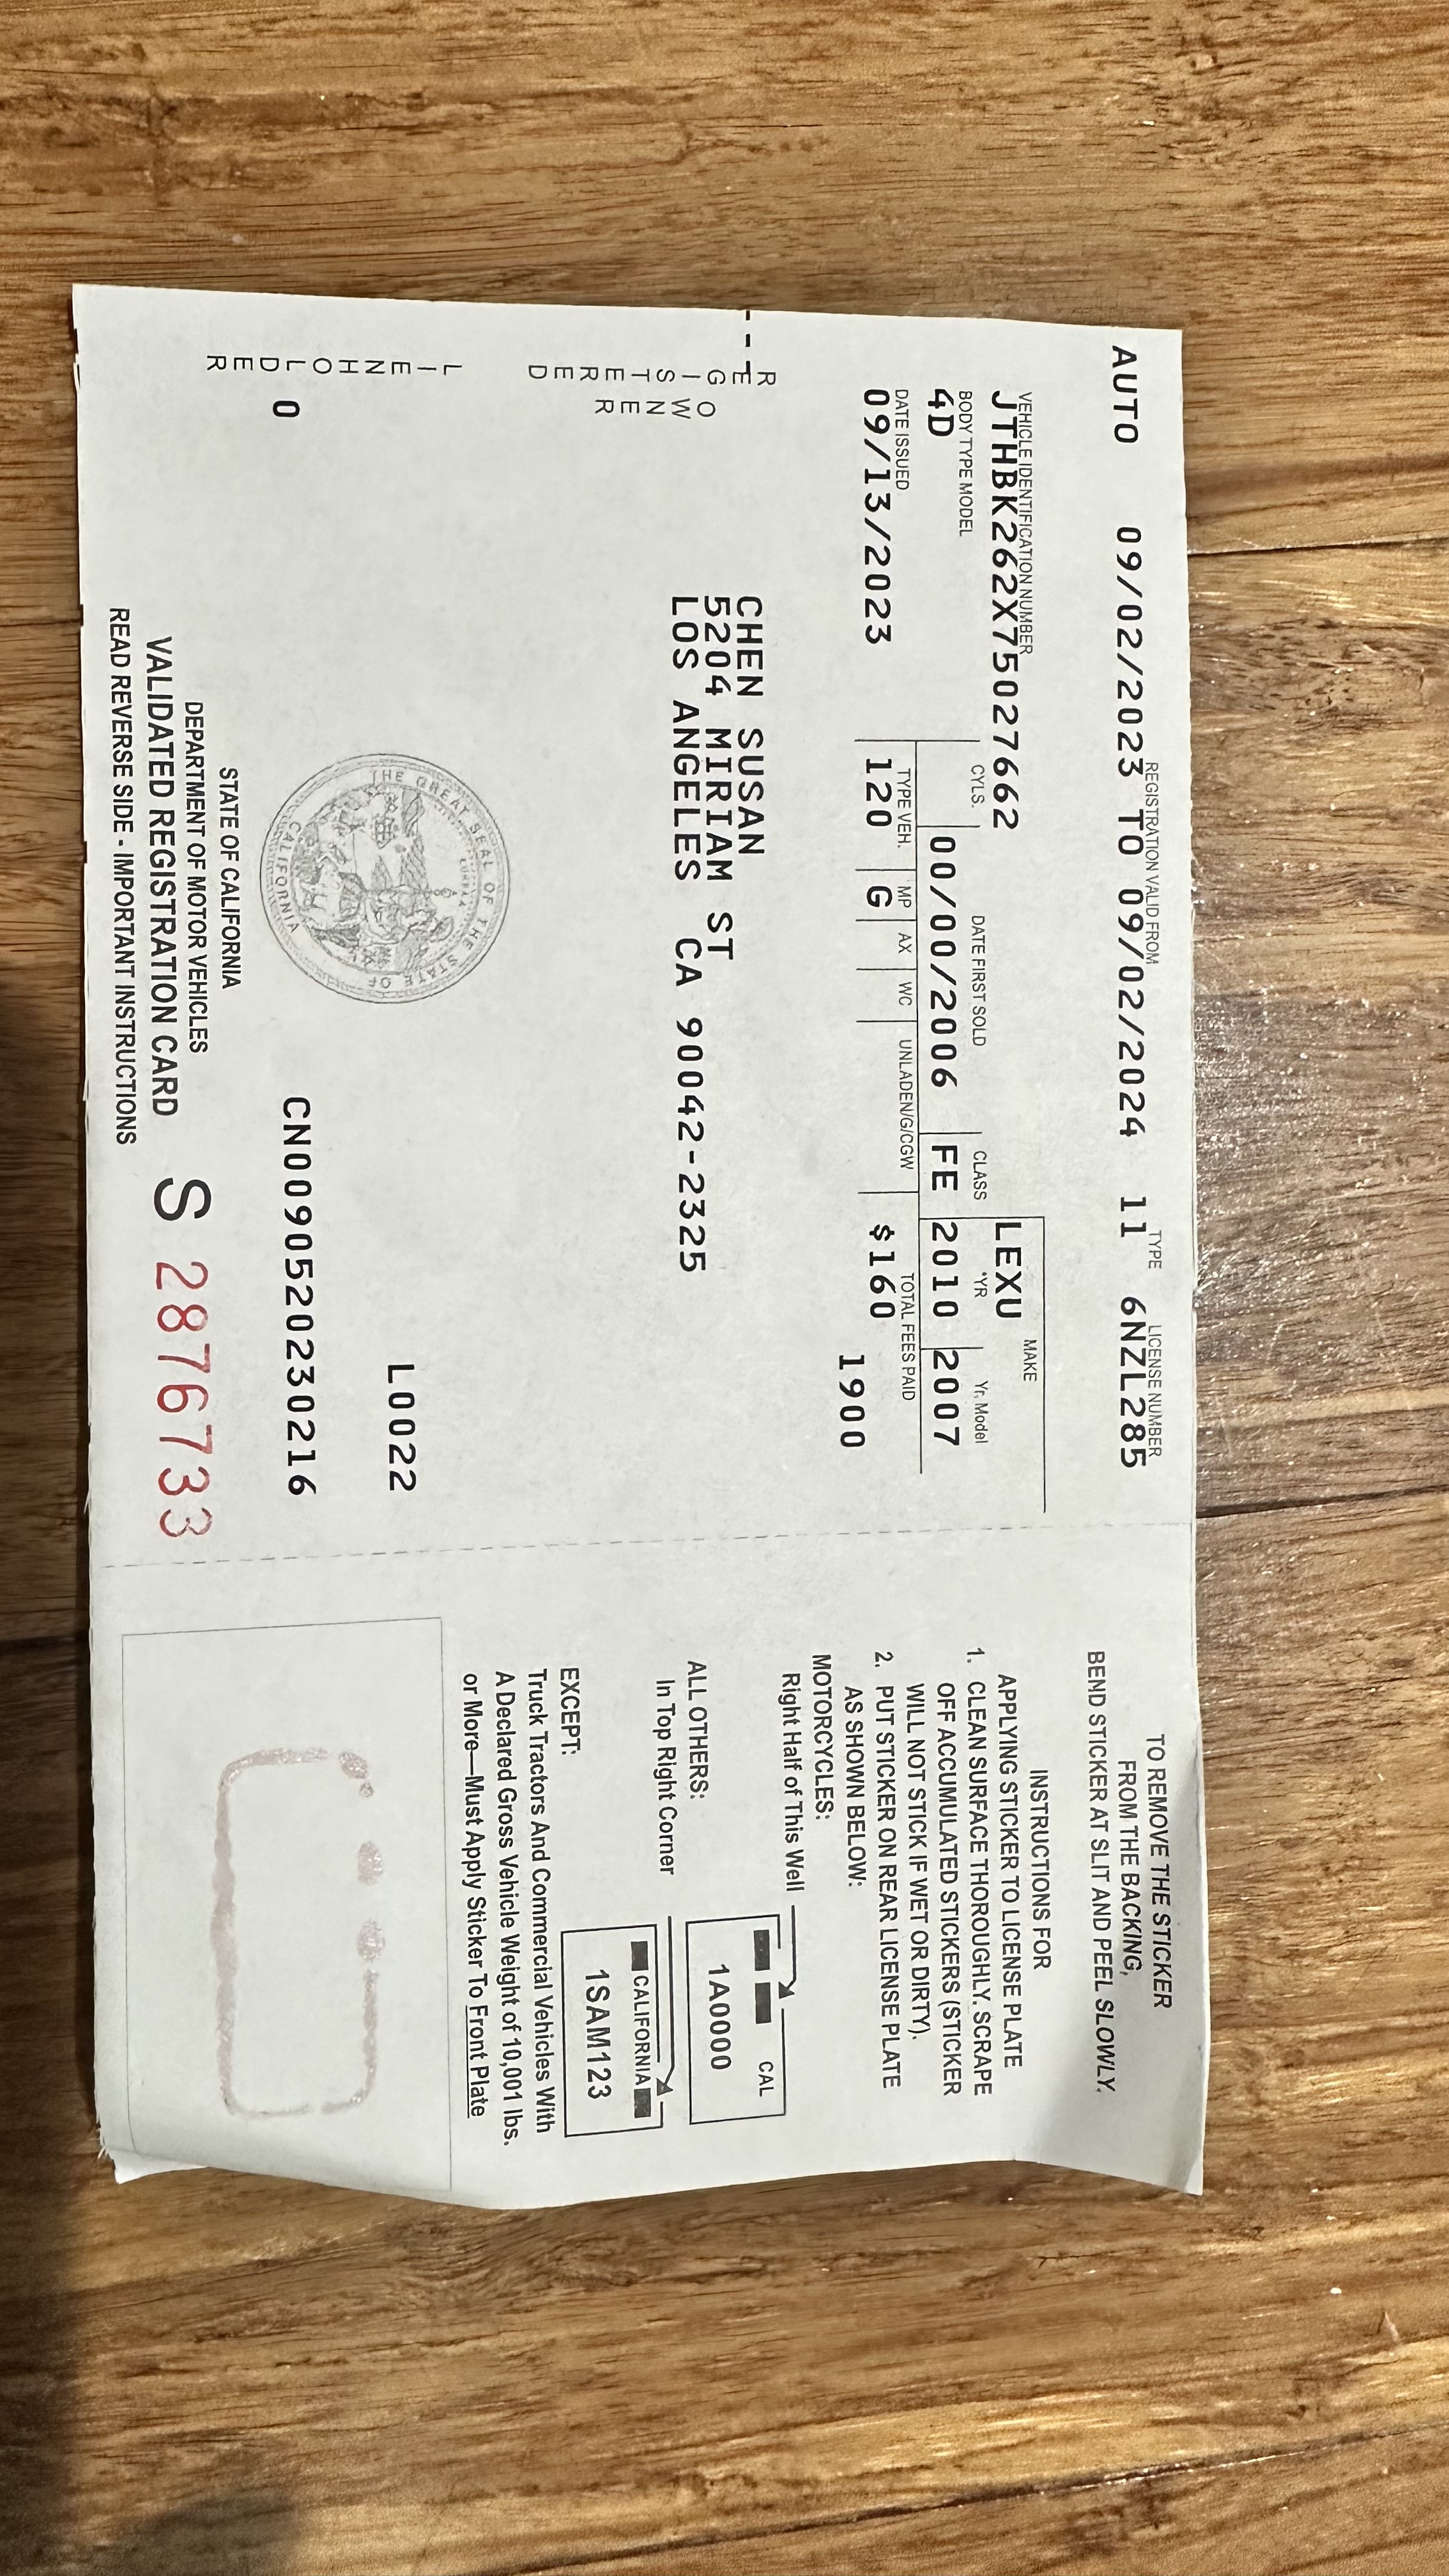 REGISTRATION VALID FROM TYPE LICENSE NUMBER
AUTO 09/02/2023 TO 09/02/2024 11 6NZL285
VEHICLE IDENTIFICATION NUMBER MAKE
JTHBK262X75027662 LEXU
BODY TYPE MODEL CYLS. DATE FIRST SOLD CLASS *YR Yr. Model
4D 00/00/2006 FE 2010 2007
DATE ISSUED TYPE VEH. MP AX WC UNLADEN/G/CGW TOTAL FEES PAID
09/13/2023 120 G $160
1900
REGISTERED
OWNER
CHEN SUSAN
5204 MIRIAM ST
LOS ANGELES CA 90042-2325
LIENHOLDER
0
L0022
CN0090520230216
THE GREAT SEAL OF THE STATE OF CALIFORNIA
EUREKA
STATE OF CALIFORNIA
DEPARTMENT OF MOTOR VEHICLES
VALIDATED REGISTRATION CARD
READ REVERSE SIDE - IMPORTANT INSTRUCTIONS
S 2876733
TO REMOVE THE STICKER
FROM THE BACKING,
BEND STICKER AT SLIT AND PEEL SLOWLY.
INSTRUCTIONS FOR
APPLYING STICKER TO LICENSE PLATE
1. CLEAN SURFACE THOROUGHLY. SCRAPE
OFF ACCUMULATED STICKERS (STICKER
WILL NOT STICK IF WET OR DIRTY).
2. PUT STICKER ON REAR LICENSE PLATE
AS SHOWN BELOW:
MOTORCYCLES:
Right Half of This Well
CAL
1A0000
ALL OTHERS:
In Top Right Corner
CALIFORNIA
1SAM123
EXCEPT:
Truck Tractors And Commercial Vehicles With
A Declared Gross Vehicle Weight of 10,001 lbs.
or More—Must Apply Sticker To Front Plate